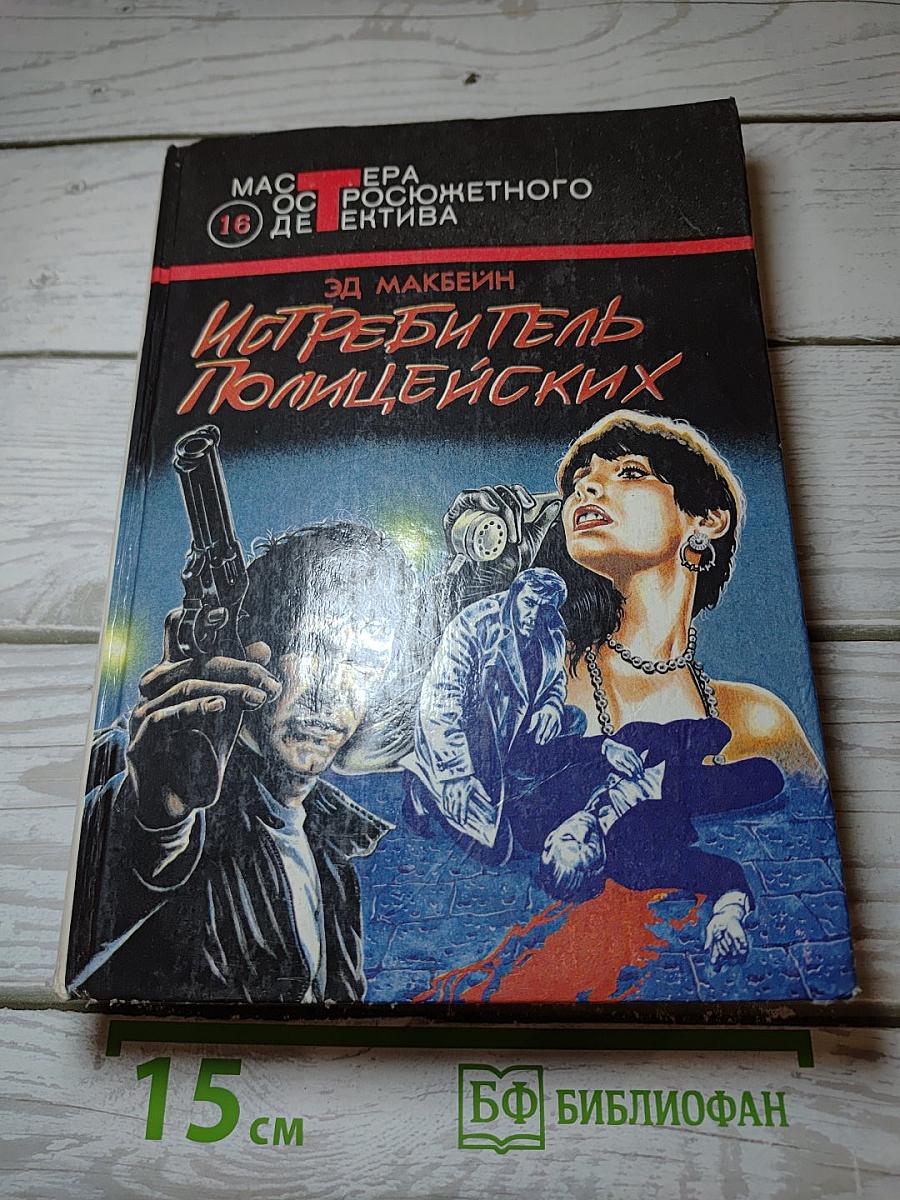 МАСТЕРА
ОСТРОСЮЖЕТНОГО
16 ДЕТЕКТИВА
ЭД МАКБЕЙН
ИСТРЕБИТЕЛЬ
ПОЛИЦЕЙСКИХ
15 см
БФ БИБЛИОФАН